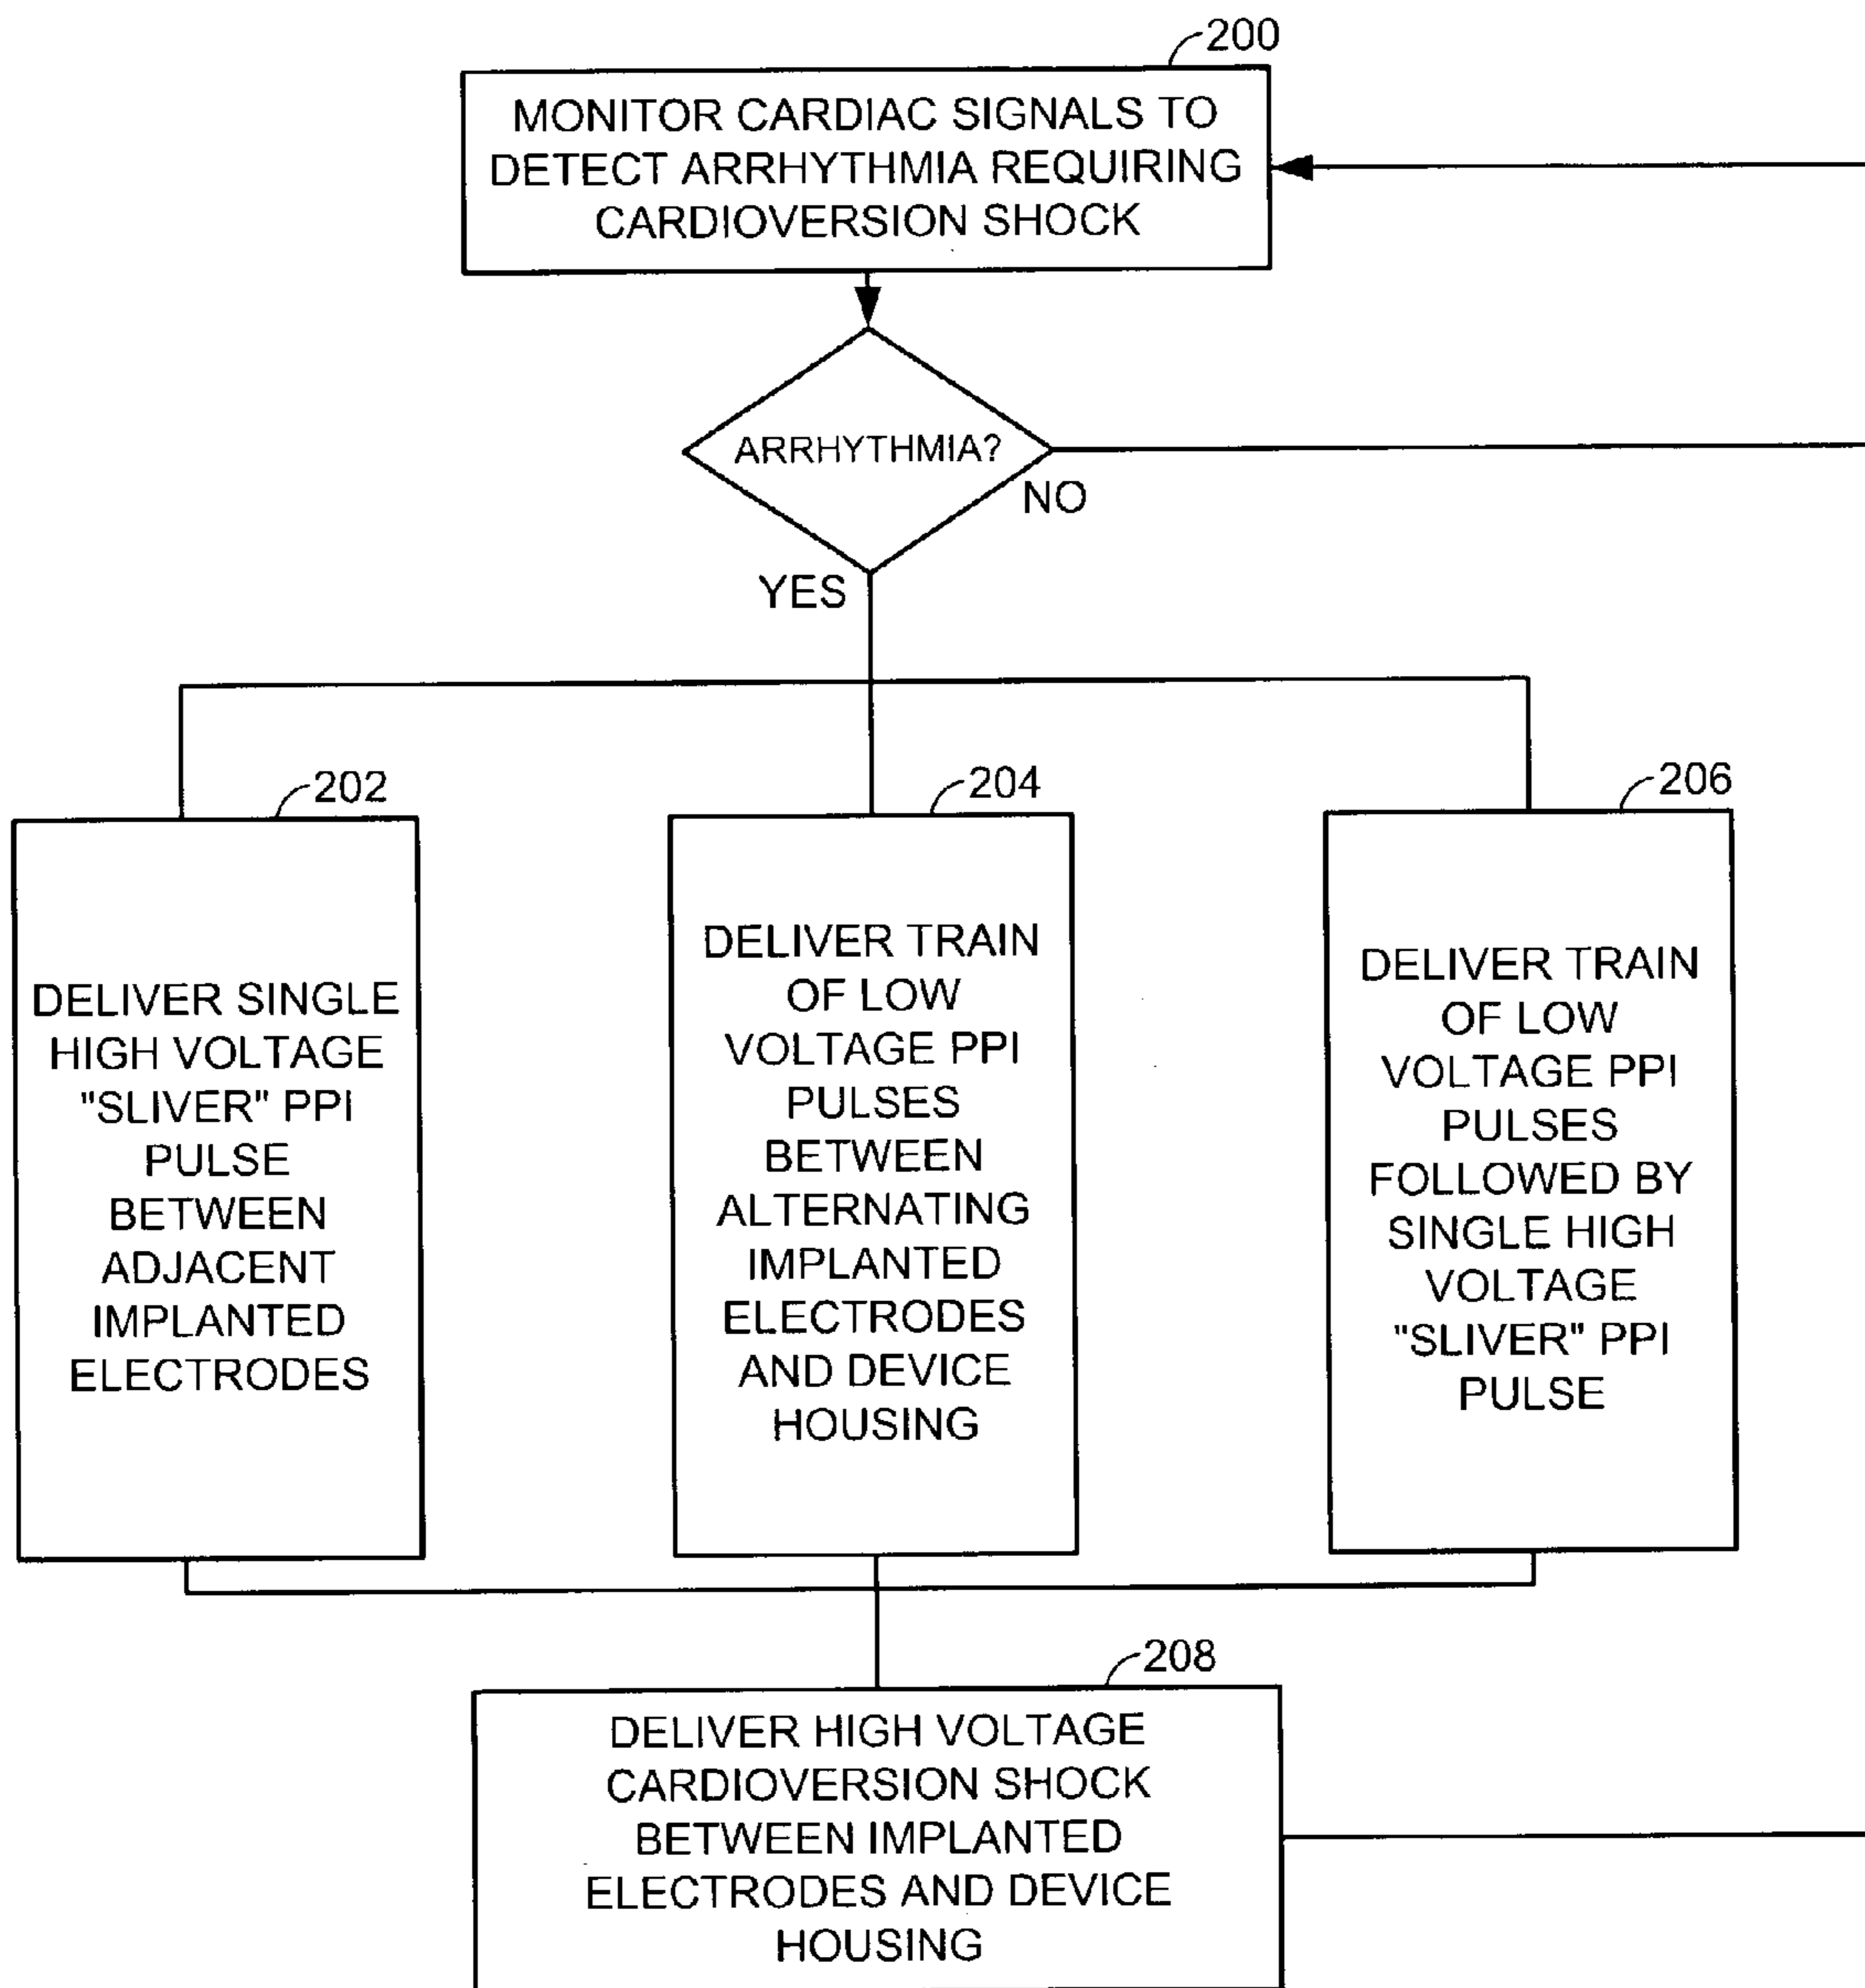 200
MONITOR CARDIAC SIGNALS TO
DETECT ARRHYTHMIA REQUIRING
CARDIOVERSION SHOCK
ARRHYTHMIA?
NO
YES
202
DELIVER SINGLE
HIGH VOLTAGE
"SLIVER" PPI
PULSE
BETWEEN
ADJACENT
IMPLANTED
ELECTRODES
204
DELIVER TRAIN
OF LOW
VOLTAGE PPI
PULSES
BETWEEN
ALTERNATING
IMPLANTED
ELECTRODES
AND DEVICE
HOUSING
206
DELIVER TRAIN
OF LOW
VOLTAGE PPI
PULSES
FOLLOWED BY
SINGLE HIGH
VOLTAGE
"SLIVER" PPI
PULSE
208
DELIVER HIGH VOLTAGE
CARDIOVERSION SHOCK
BETWEEN IMPLANTED
ELECTRODES AND DEVICE
HOUSING